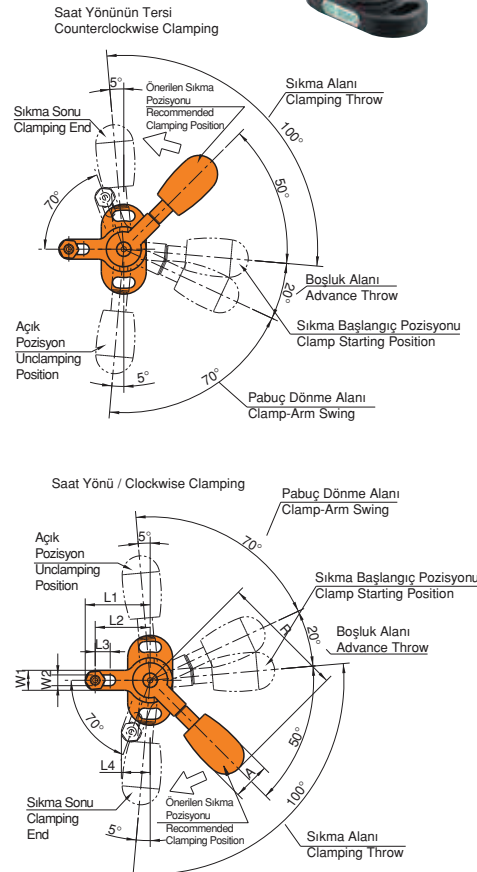 Saat Yönünün Tersi
Counterclockwise Clamping
5°
Önerilen Sıkma
Pozisyonu
Recommended
Clamping Position
Sıkma Alanı
Clamping Throw
Sıkma Sonu
Clamping End
100°
70°
50°
20°
Boşluk Alanı
Advance Throw
Sıkma Başlangıç Pozisyonu
Clamp Starting Position
Açık
Pozisyon
Unclamping
Position
5°
70°
Pabuç Dönme Alanı
Clamp-Arm Swing
Saat Yönü / Clockwise Clamping
Pabuç Dönme Alanı
Clamp-Arm Swing
Açık
Pozisyon
Unclamping
Position
5°
70°
Sıkma Başlangıç Pozisyonu
Clamp Starting Position
L1
L2
L3
R
20°
Boşluk Alanı
Advance Throw
W1
W2
70°
50°
L4
A
100°
Sıkma Sonu
Clamping
End
Önerilen Sıkma
Pozisyonu
Recommended
Clamping Position
5°
Sıkma Alanı
Clamping Throw